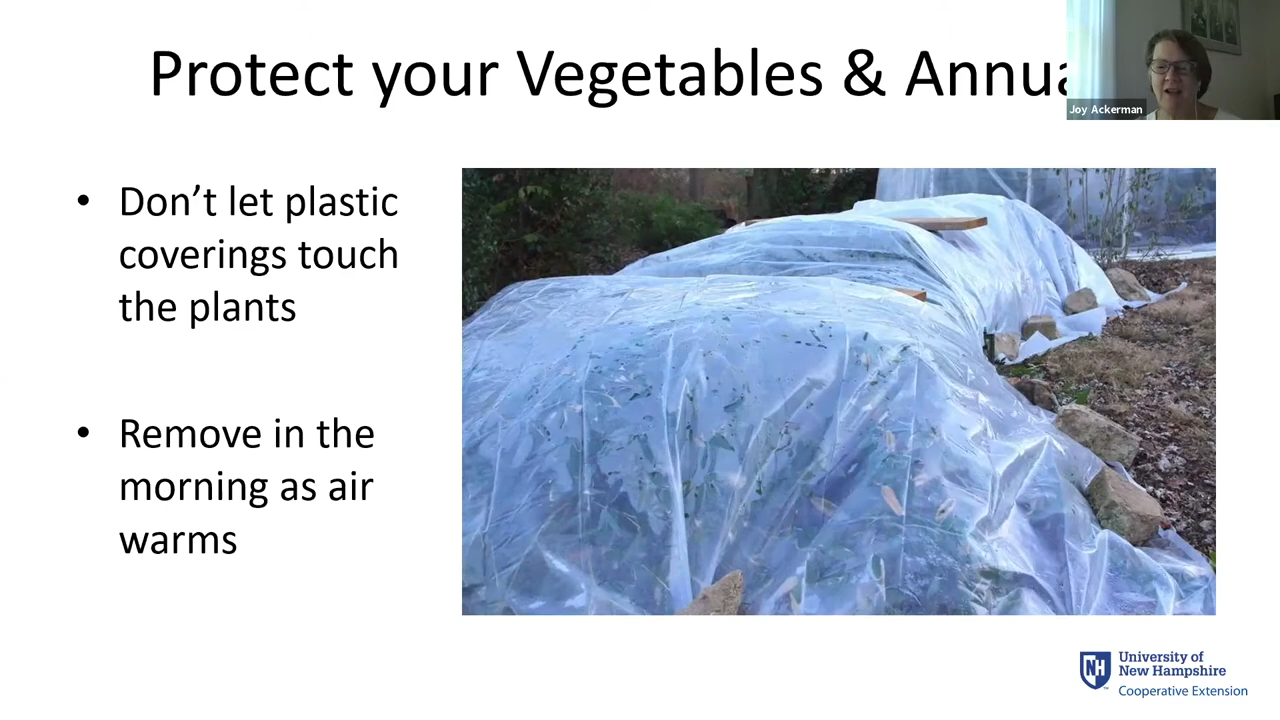 Protect your Vegetables & Annua
Joy Ackerman
• Don’t let plastic
coverings touch
the plants
• Remove in the
morning as air
warms
NH
University of
New Hampshire
Cooperative Extension